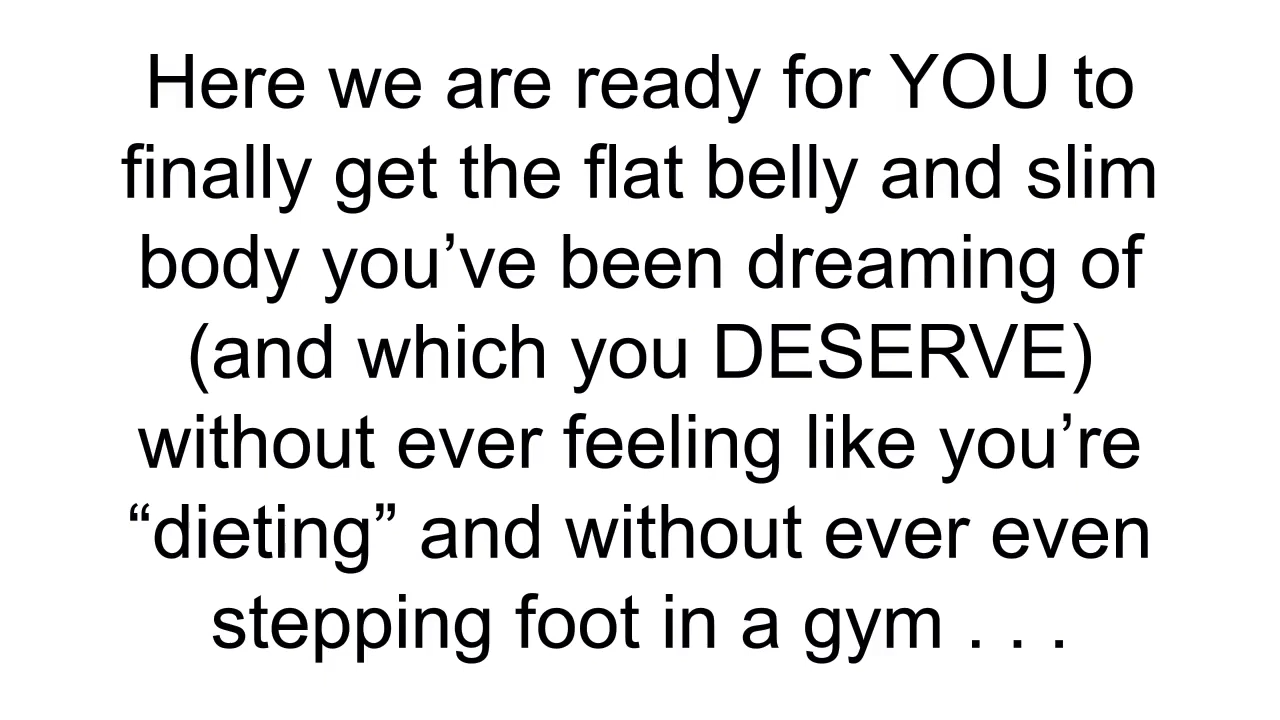 Here we are ready for YOU to
finally get the flat belly and slim
body you’ve been dreaming of
(and which you DESERVE)
without ever feeling like you’re
“dieting” and without ever even
stepping foot in a gym . . .